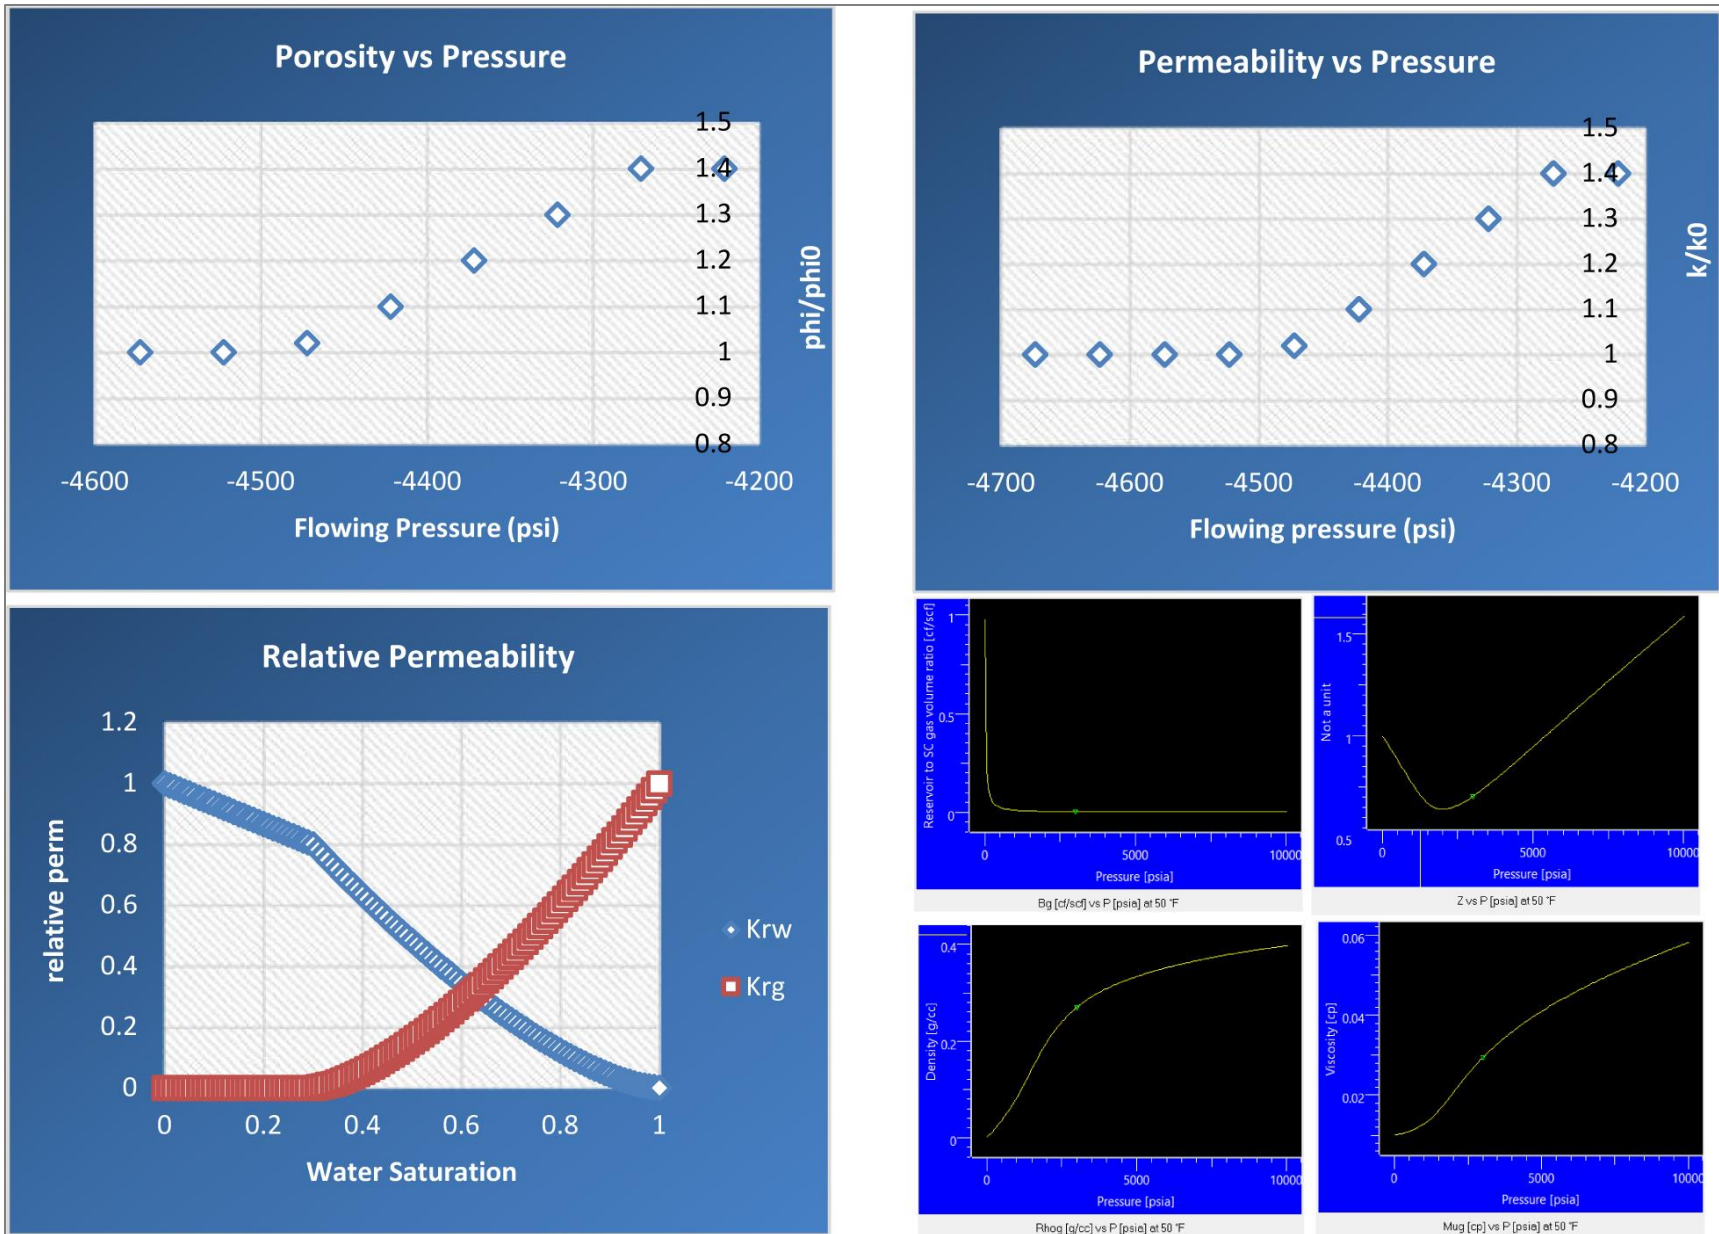 Porosity vs Pressure
1.5
1.4
1.3
1.2
1.1
1
0.9
0.8
phi/phi0
-4600 -4500 -4400 -4300 -4200
Flowing Pressure (psi)
Permeability vs Pressure
1.5
1.4
1.3
1.2
1.1
1
0.9
0.8
k/k0
-4700 -4600 -4500 -4400 -4300 -4200
Flowing pressure (psi)
Relative Permeability
relative perm
1.2
1
0.8
0.6
0.4
0.2
0
0 0.2 0.4 0.6 0.8 1
Water Saturation
Krw
Krg
Reservoir to SC gas volume ratio [cf/scf]
1
0.5
0
0 5000 10000
Pressure [psia]
Bg [cf/scf] vs P [psia] at 50 °F
Not a unit
1.5
1
0.5
0 5000 10000
Pressure [psia]
Z vs P [psia] at 50 °F
Density [g/cc]
0.4
0.2
0
0 5000 10000
Pressure [psia]
Rhog [g/cc] vs P [psia] at 50 °F
Viscosity [cp]
0.06
0.04
0.02
0 5000 10000
Pressure [psia]
Mug [cp] vs P [psia] at 50 °F